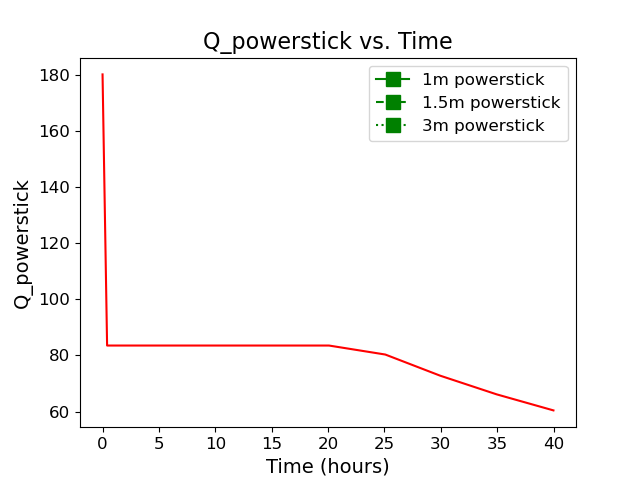 Q_powerstick vs. Time
1m powerstick
1.5m powerstick
3m powerstick
Q_powerstick
180
160
140
120
100
80
60
0 5 10 15 20 25 30 35 40
Time (hours)